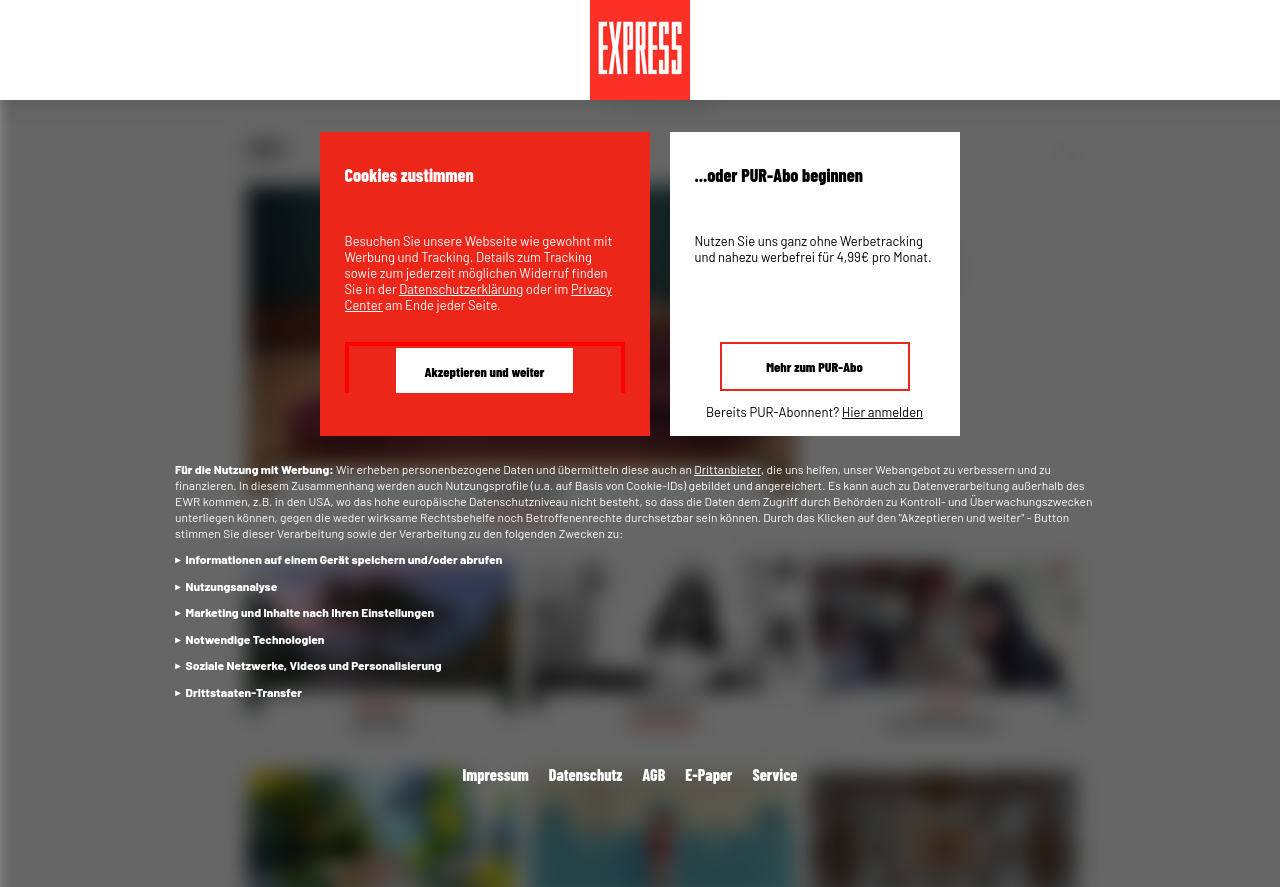 EXPRESS
Cookies zustimmen
Besuchen Sie unsere Webseite wie gewohnt mit
Werbung und Tracking. Details zum Tracking
sowie zum jederzeit möglichen Widerruf finden
Sie in der Datenschutzerklärung oder im Privacy
Center am Ende jeder Seite.
Akzeptieren und weiter
...oder PUR-Abo beginnen
Nutzen Sie uns ganz ohne Werbetracking
und nahezu werbefrei für 4,99€ pro Monat.
Mehr zum PUR-Abo
Bereits PUR-Abonnent? Hier anmelden
Für die Nutzung mit Werbung: Wir erheben personenbezogene Daten und übermitteln diese auch an Drittanbieter, die uns helfen, unser Webangebot zu verbessern und zu
finanzieren. In diesem Zusammenhang werden auch Nutzungsprofile (u.a. auf Basis von Cookie-IDs) gebildet und angereichert. Es kann auch zu Datenverarbeitung außerhalb des
EWR kommen, z.B. in den USA, wo das hohe europäische Datenschutzniveau nicht besteht, so dass die Daten dem Zugriff durch Behörden zu Kontroll- und Überwachungszwecken
unterliegen können, gegen die weder wirksame Rechtsbehelfe noch Betroffenenrechte durchsetzbar sein können. Durch das Klicken auf den "Akzeptieren und weiter" - Button
stimmen Sie dieser Verarbeitung sowie der Verarbeitung zu den folgenden Zwecken zu:
▸ Informationen auf einem Gerät speichern und/oder abrufen
▸ Nutzungsanalyse
▸ Marketing und Inhalte nach Ihren Einstellungen
▸ Notwendige Technologien
▸ Soziale Netzwerke, Videos und Personalisierung
▸ Drittstaaten-Transfer
Impressum Datenschutz AGB E-Paper Service